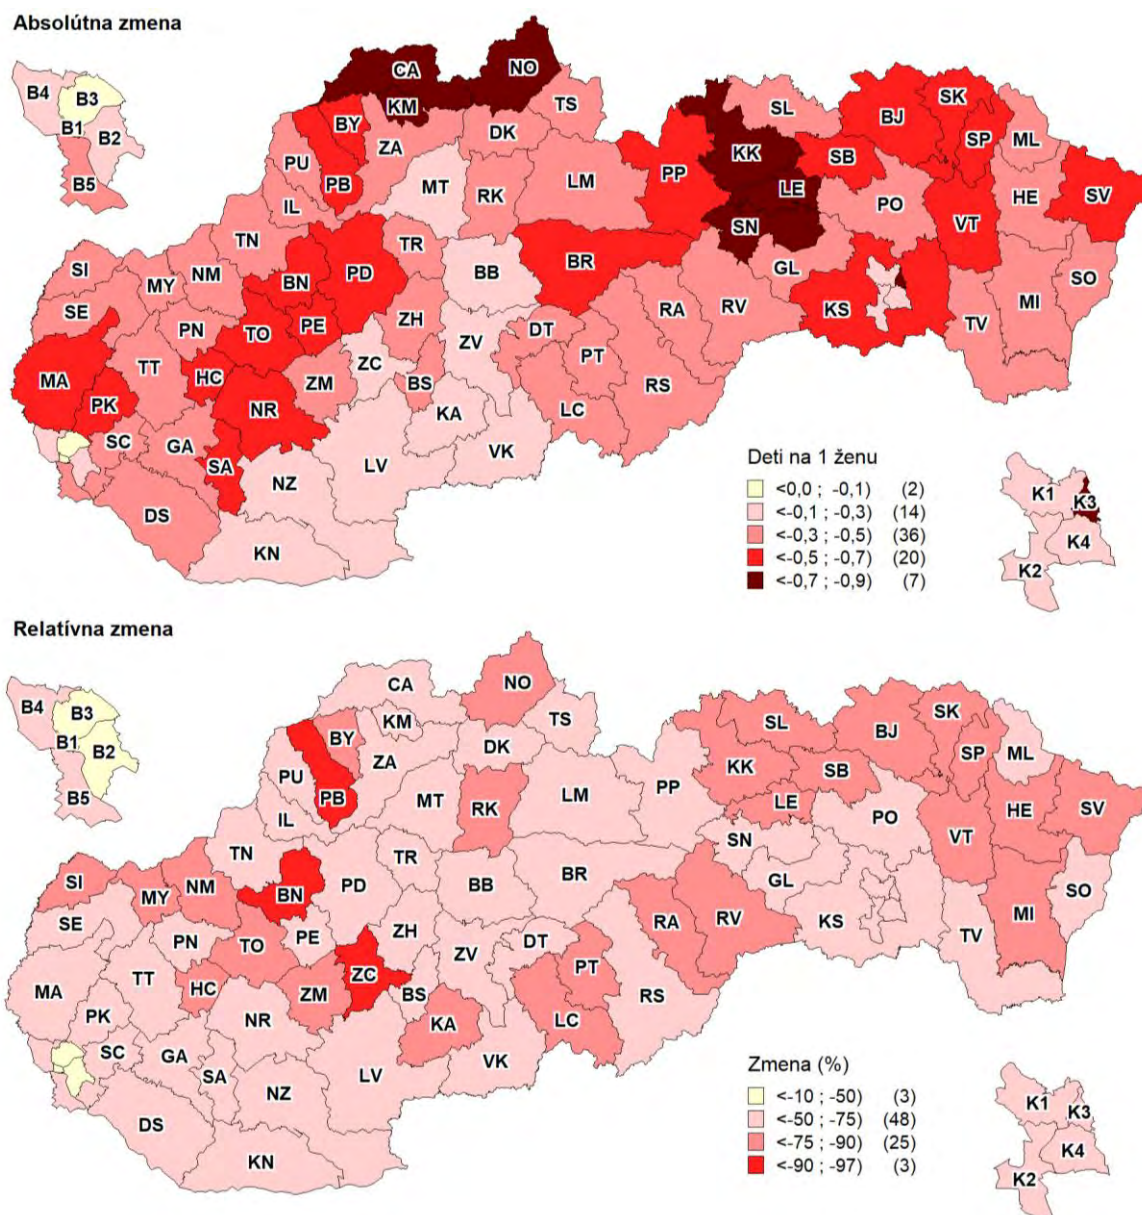 Absolútna zmena
B4
B3
B1
B2
B5
CA
NO
KM
TS
BY
ZA
DK
PU
PB
MT
RK
LM
IL
PP
KK
SL
BJ
SK
SP
ML
SB
LE
SN
PO
HE
SV
VT
GL
SO
TN
TR
BB
BR
SI
MY
NM
BN
PD
SE
PN
TO
PE
ZH
ZV
DT
RA
RV
KS
MI
TV
MA
TT
HC
ZM
ZC
BS
PT
RS
PK
NR
KA
LC
SC
GA
SA
NZ
LV
VK
DS
KN
Deti na 1 ženu
<0,0 ; -0,1) (2)
<-0,1 ; -0,3) (14)
<-0,3 ; -0,5) (36)
<-0,5 ; -0,7) (20)
<-0,7 ; -0,9) (7)
K1
K3
K4
K2
Relatívna zmena
B4
B3
B1
B2
B5
CA
NO
KM
TS
BY
ZA
DK
PU
PB
MT
RK
LM
IL
PP
KK
SL
BJ
SK
SP
ML
SB
LE
SN
PO
HE
SV
VT
GL
SO
TN
TR
BB
BR
SI
MY
NM
BN
PD
SE
PN
TO
PE
ZH
ZV
DT
RA
RV
KS
MI
TV
MA
TT
HC
ZM
ZC
BS
PT
RS
PK
NR
KA
LC
SC
GA
SA
NZ
LV
VK
DS
KN
Zmena (%)
<-10 ; -50) (3)
<-50 ; -75) (48)
<-75 ; -90) (25)
<-90 ; -97) (3)
K1
K3
K4
K2